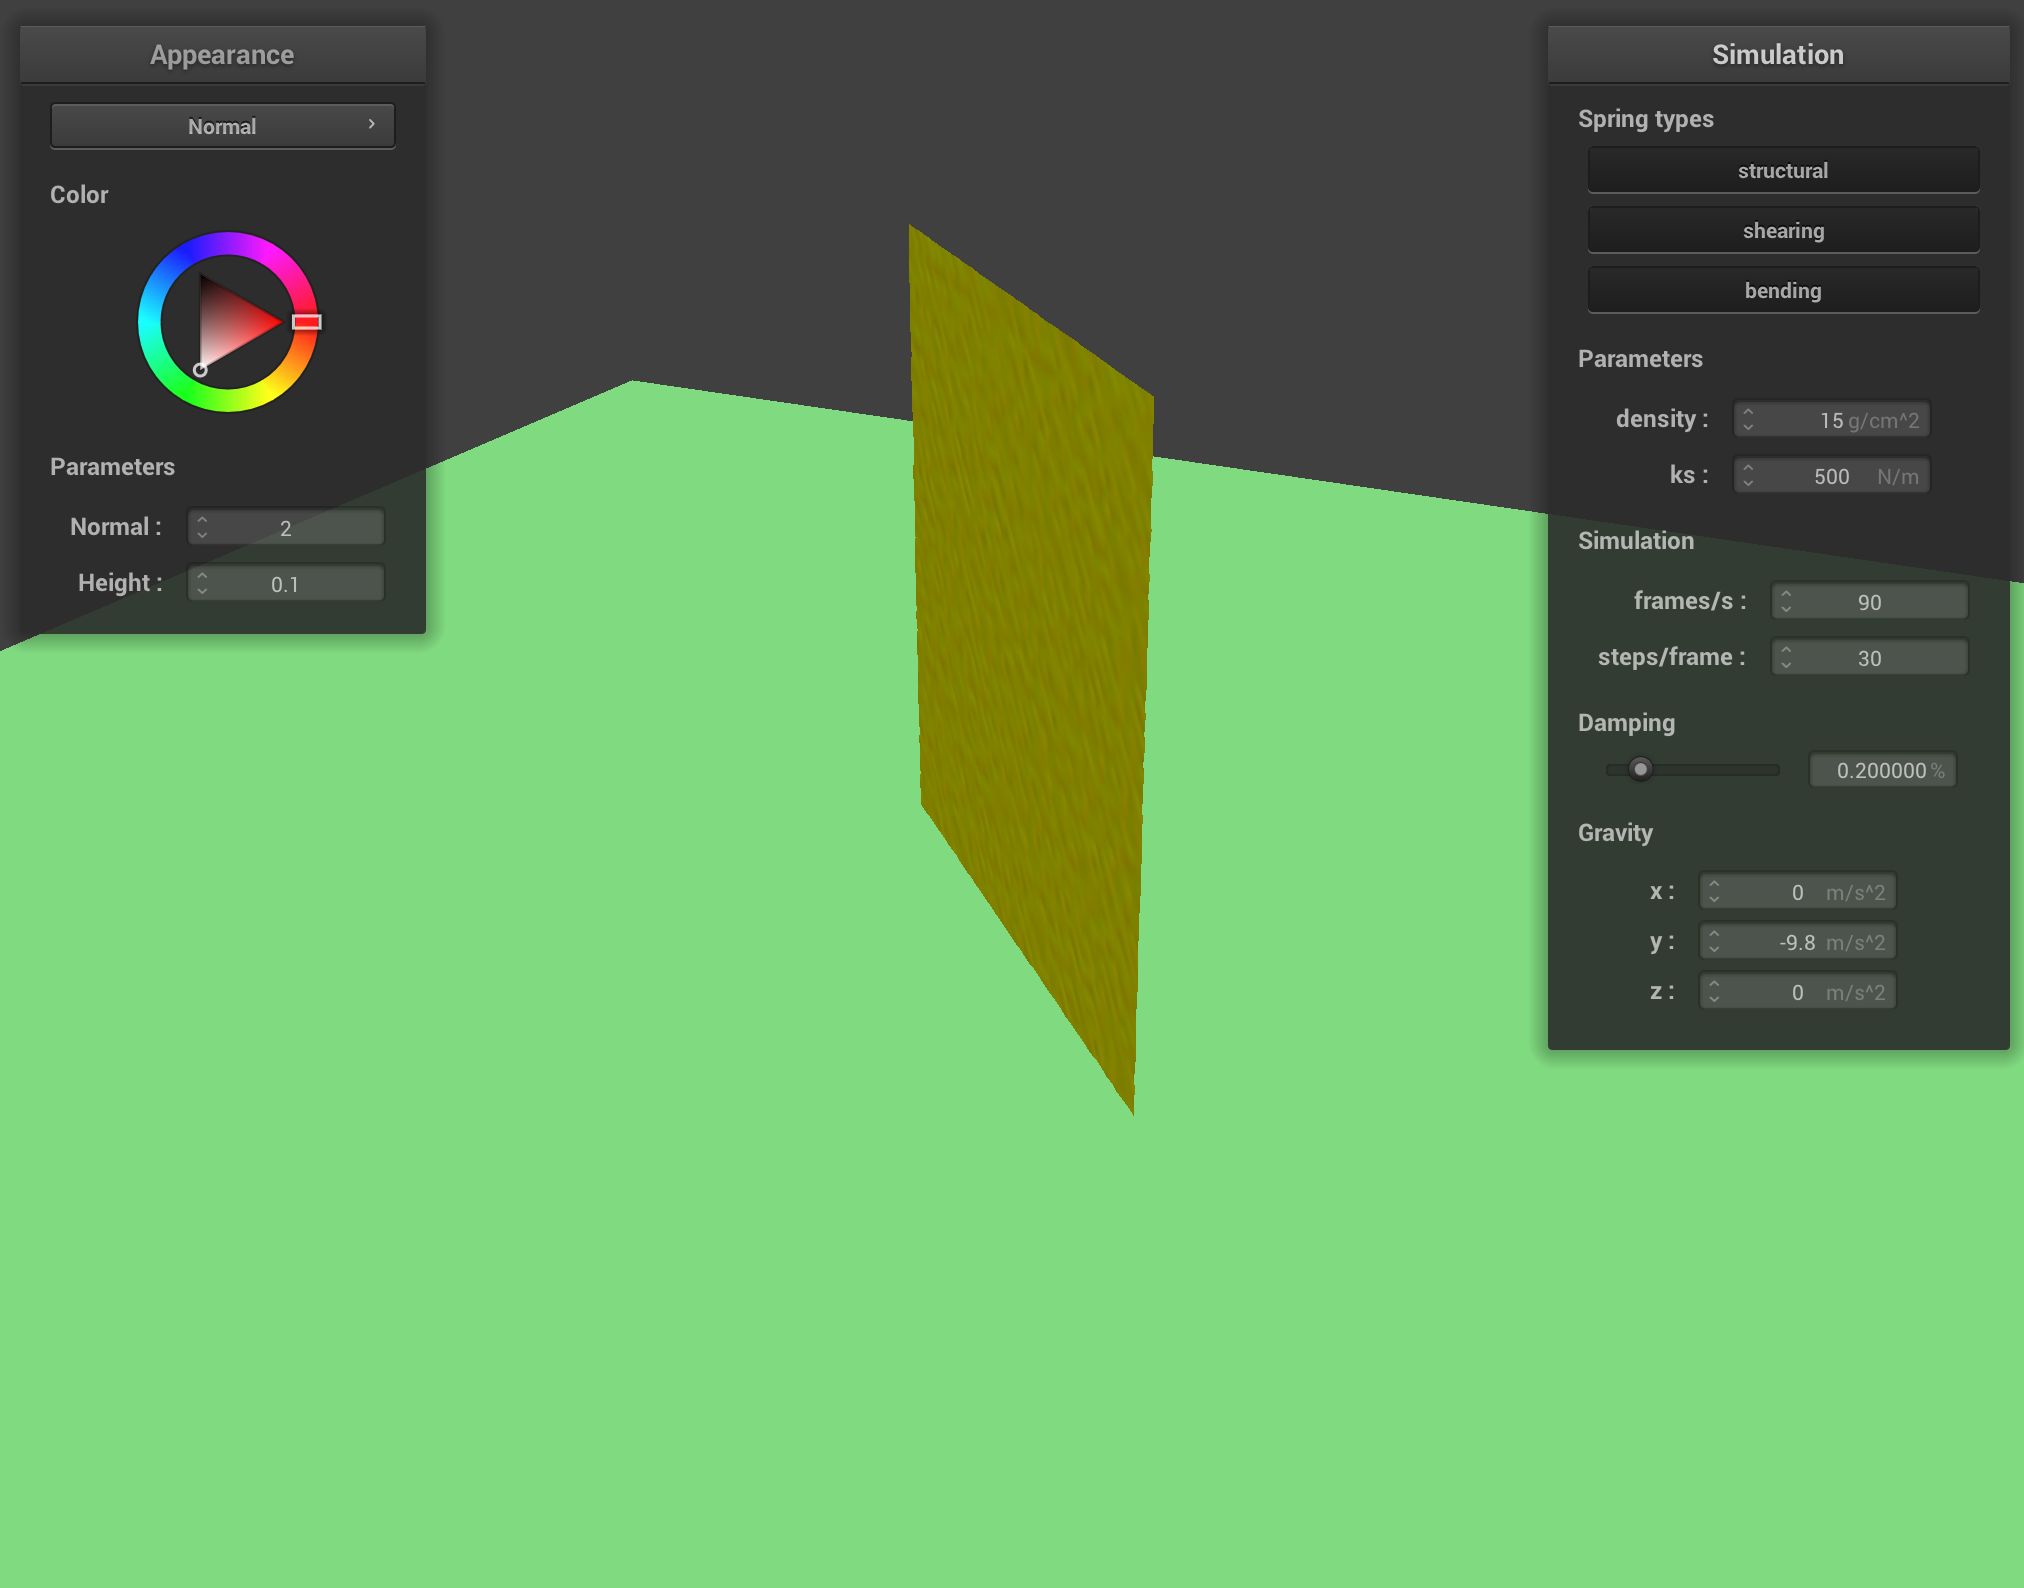 Appearance
Normal
Color
Parameters
Normal : 2
Height : 0.1
Simulation
Spring types
structural
shearing
bending
Parameters
density : 15 g/cm^2
ks : 500 N/m
Simulation
frames/s : 90
steps/frame : 30
Damping
0.200000 %
Gravity
x : 0 m/s^2
y : -9.8 m/s^2
z : 0 m/s^2